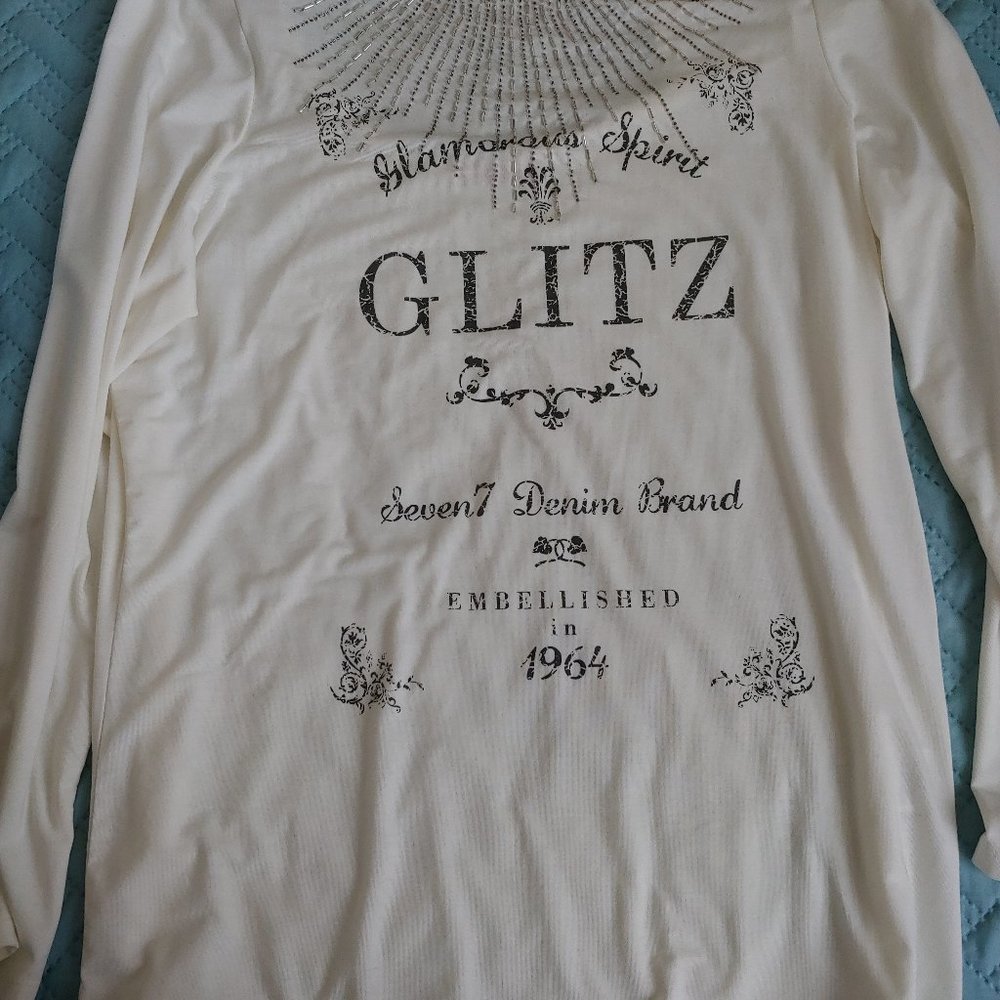 Glamorous Spirit
GLITZ
Seven7 Denim Brand
EMBELLISHED
in
1964